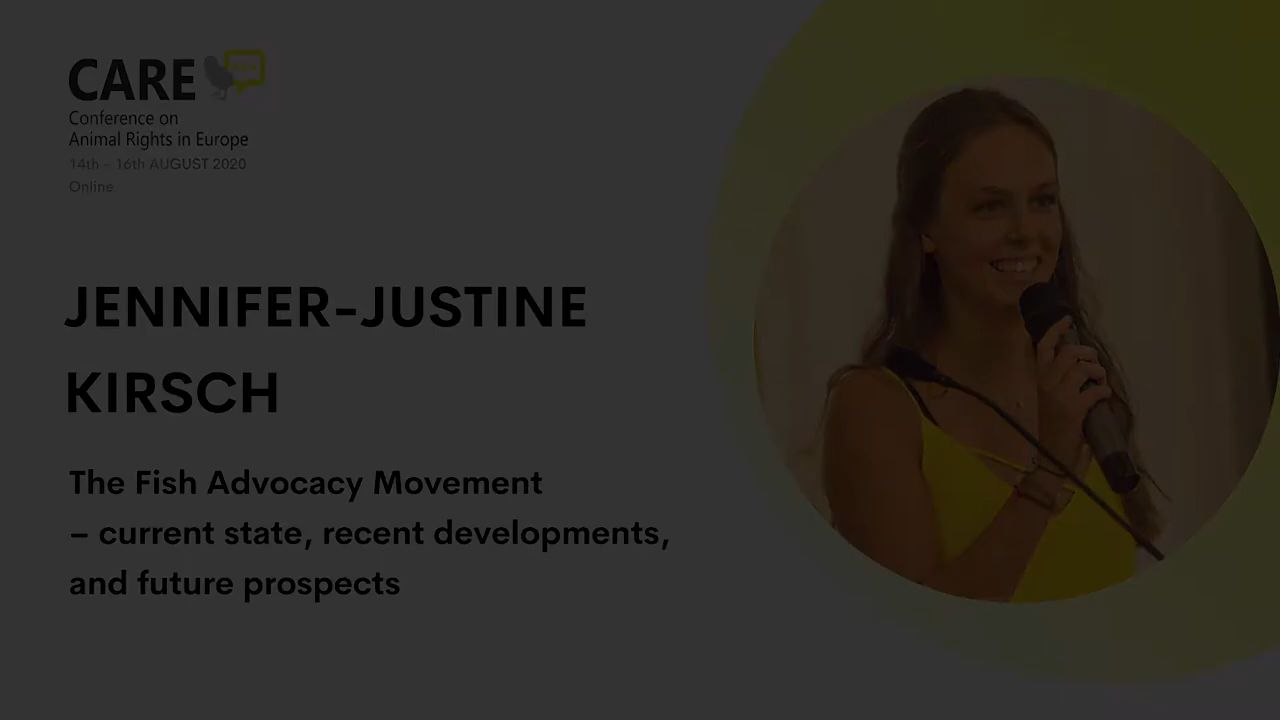 CARE
Conference on
Animal Rights in Europe
14th – 16th AUGUST 2020
Online
JENNIFER-JUSTINE
KIRSCH
The Fish Advocacy Movement
– current state, recent developments,
and future prospects